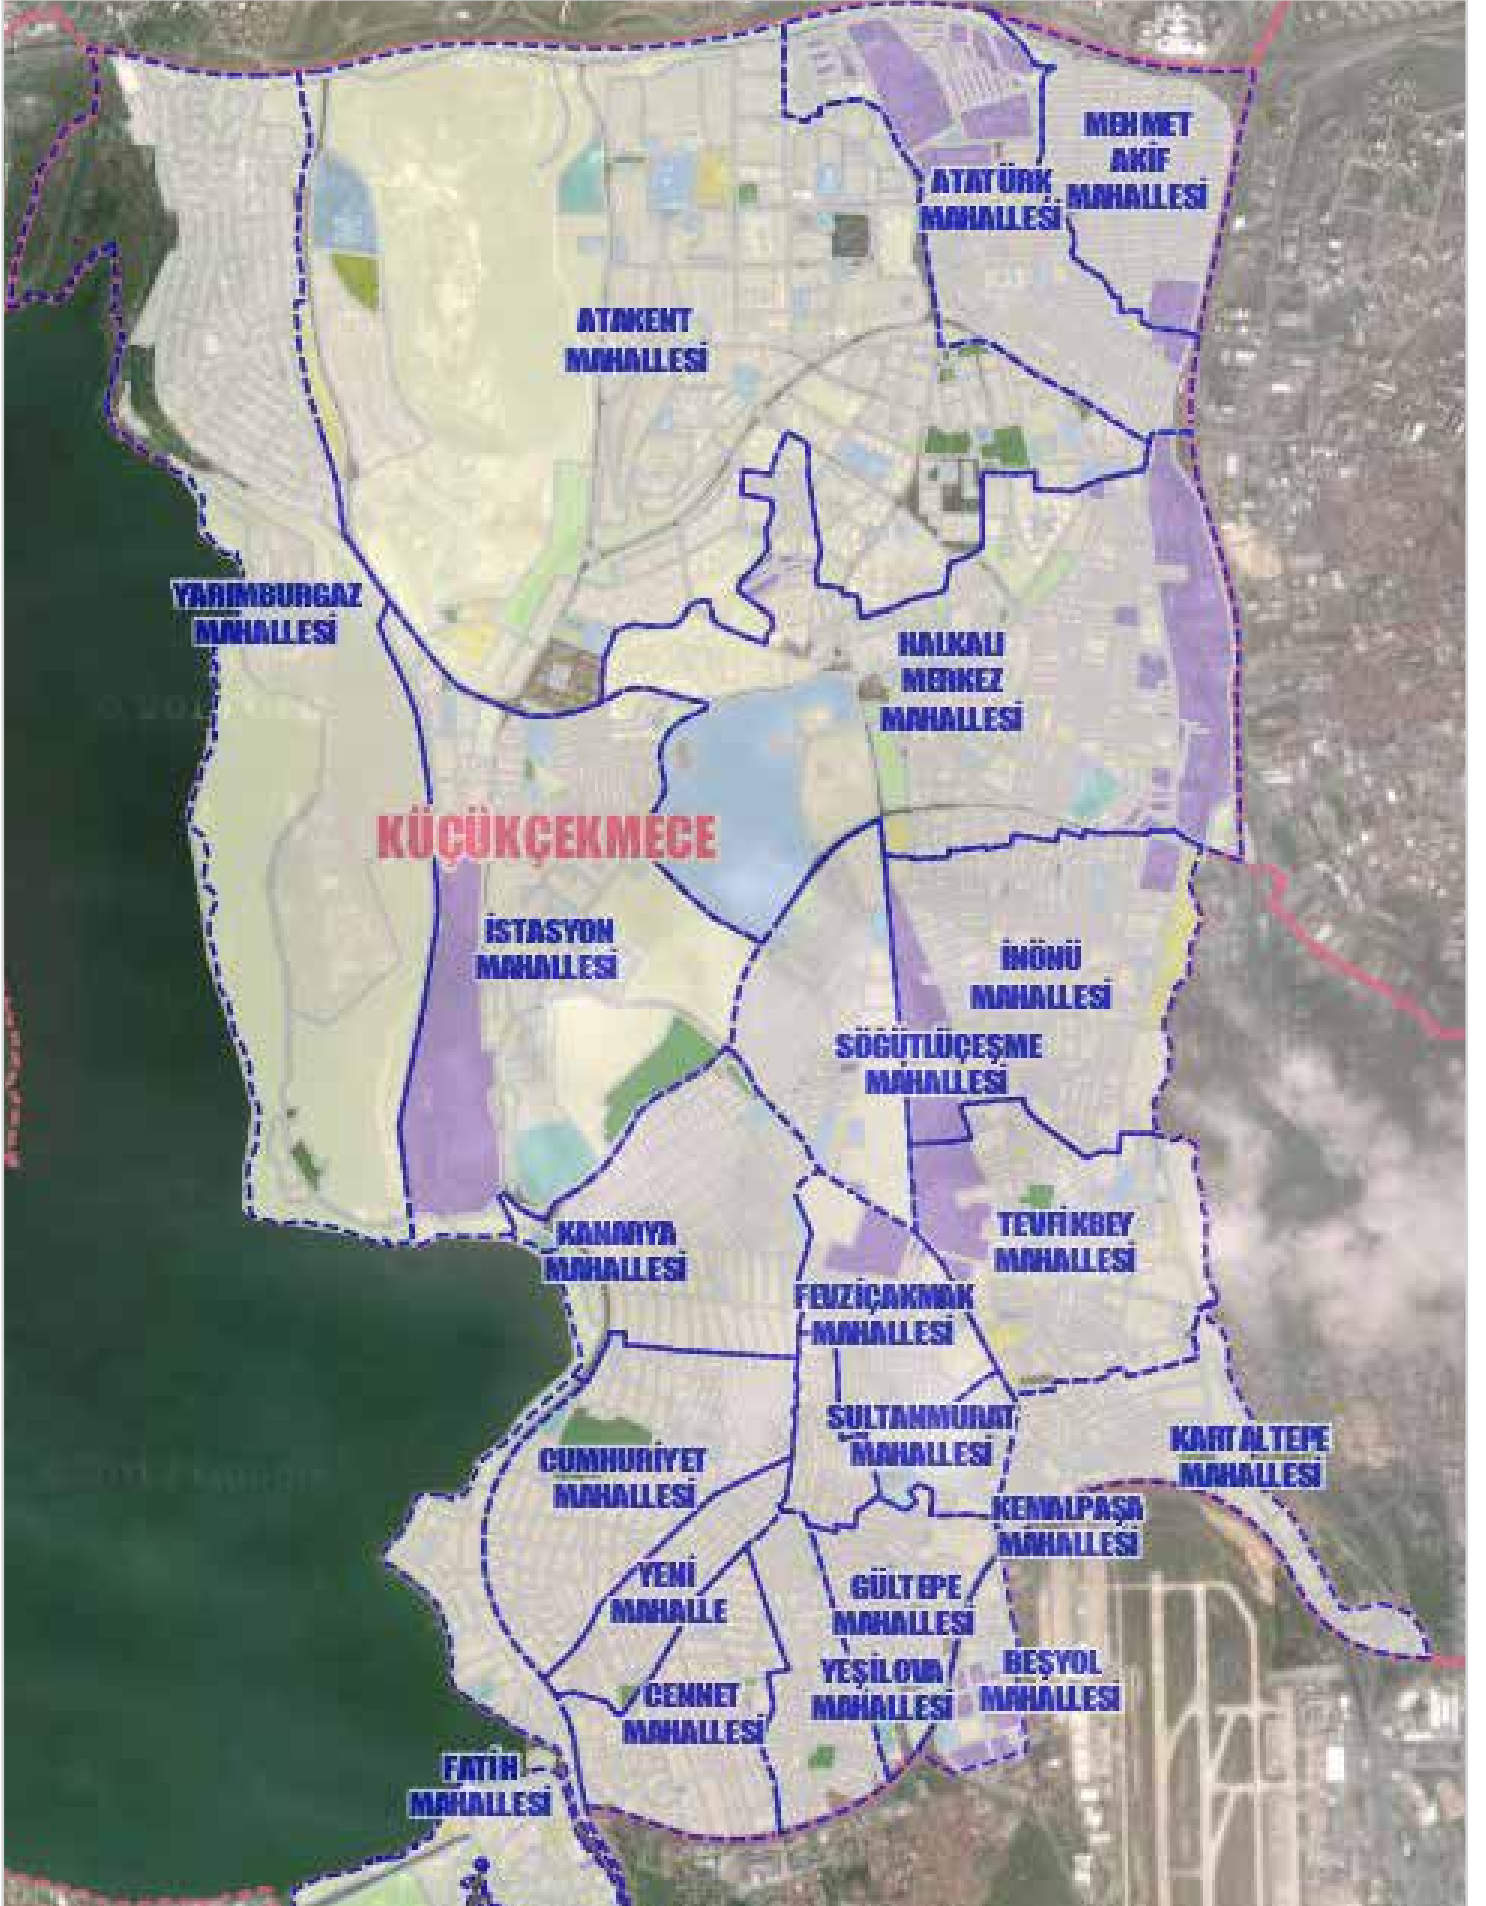 MEHMET
AKİF
MAHALLESİ
ATATÜRK
MAHALLESİ
ATAKENT
MAHALLESİ
YARIMBURGAZ
MAHALLESİ
HALKALI
MERKEZ
MAHALLESİ
KÜÇÜKÇEKMECE
İSTASYON
MAHALLESİ
İNÖNÜ
MAHALLESİ
SÖĞÜTLÜÇEŞME
MAHALLESİ
TEVFİKBEY
MAHALLESİ
KANARYA
MAHALLESİ
FEVZİÇAKMAK
MAHALLESİ
SULTANMURAT
MAHALLESİ
KARTALTEPE
MAHALLESİ
CUMHURİYET
MAHALLESİ
KEMALPAŞA
MAHALLESİ
YENİ
MAHALLE
GÜLTEPE
MAHALLESİ
YEŞİLOVA
MAHALLESİ
BEŞYOL
MAHALLESİ
CENNET
MAHALLESİ
FATİH
MAHALLESİ